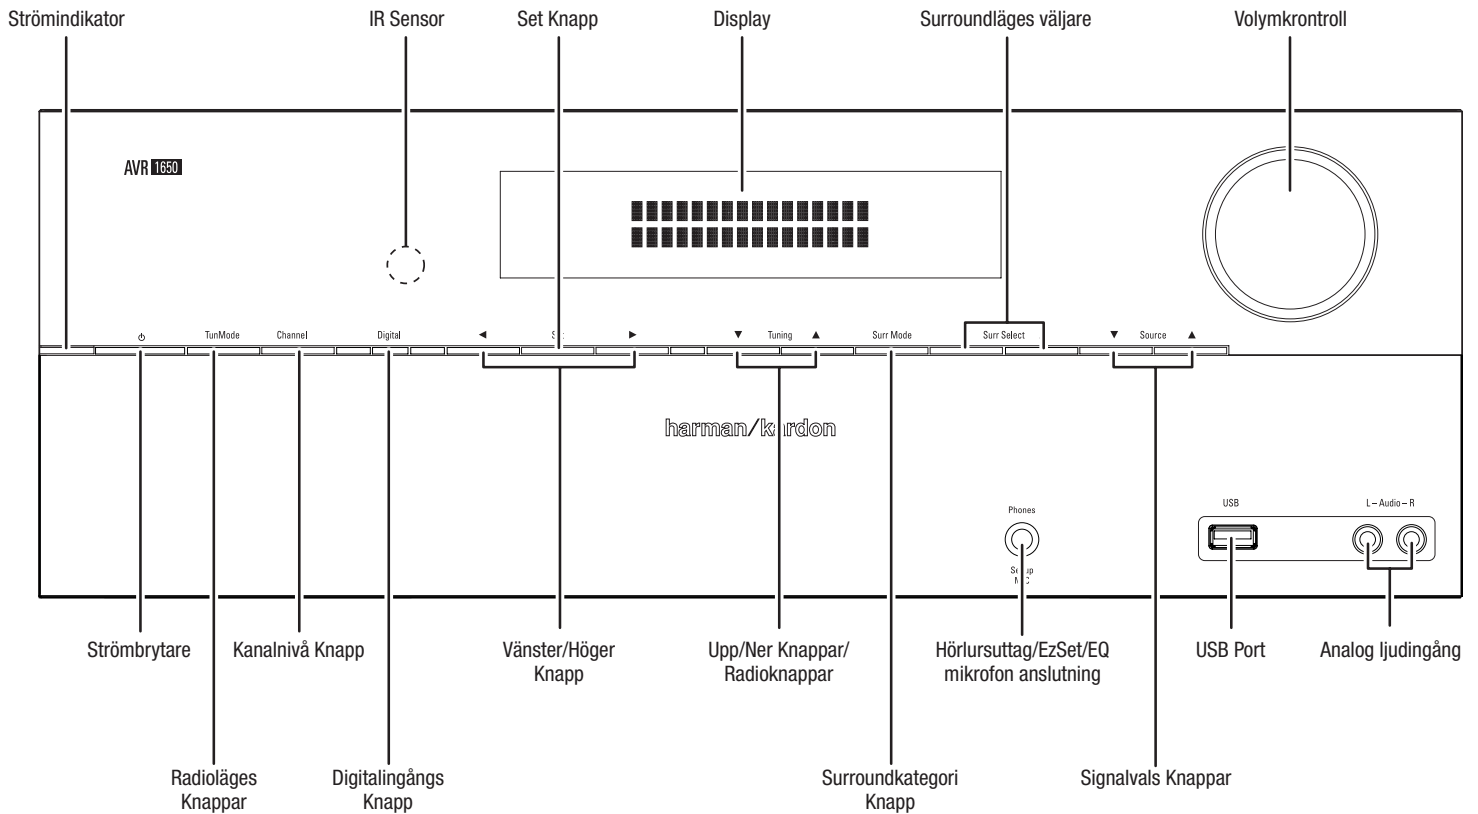 Strömindikator
IR Sensor
Set Knapp
Display
Surroundläges väljare
Volymkrontroll
AVR 1650
TunMode
Channel
Digital
Tuning
Surr Mode
Surr Select
Source
harman/kardon
Phones
USB
L – Audio – R
Strömbrytare
Kanalnivå Knapp
Vänster/Höger
Knapp
Upp/Ner Knappar/
Radioknappar
Hörlursuttag/EzSet/EQ
mikrofon anslutning
USB Port
Analog ljudingång
Radioläges
Knappar
Digitalingångs
Knapp
Surroundkategori
Knapp
Signalvals Knappar